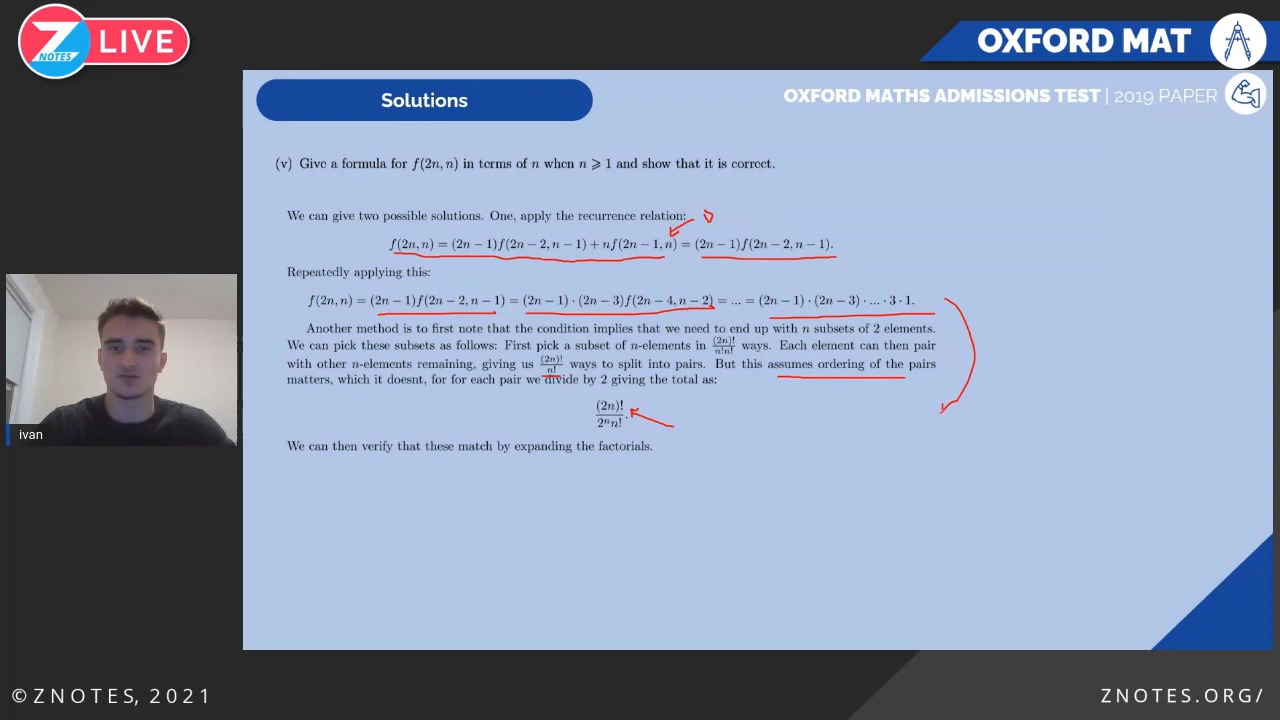 Z NOTES LIVE
OXFORD MAT
Solutions
OXFORD MATHS ADMISSIONS TEST | 2019 PAPER
(v) Give a formula for f(2n, n) in terms of n when n ⩾ 1 and show that it is correct.
We can give two possible solutions. One, apply the recurrence relation: 0
f(2n, n) = (2n − 1)f(2n − 2, n − 1) + nf(2n − 1, n) = (2n − 1)f(2n − 2, n − 1).
Repeatedly applying this:
f(2n, n) = (2n − 1)f(2n − 2, n − 1) = (2n − 1) · (2n − 3)f(2n − 4, n − 2) = ... = (2n − 1) · (2n − 3) · ... · 3 · 1.
Another method is to first note that the condition implies that we need to end up with n subsets of 2 elements.
We can pick these subsets as follows: First pick a subset of n-elements in (2n)!/n!n! ways. Each element can then pair
with other n-elements remaining, giving us (2n)!/n! ways to split into pairs. But this assumes ordering of the pairs
matters, which it doesnt, for for each pair we divide by 2 giving the total as:
(2n)!/2ⁿn!.
We can then verify that these match by expanding the factorials.
ivan
© ZNOTES, 2021
ZNOTES.ORG/